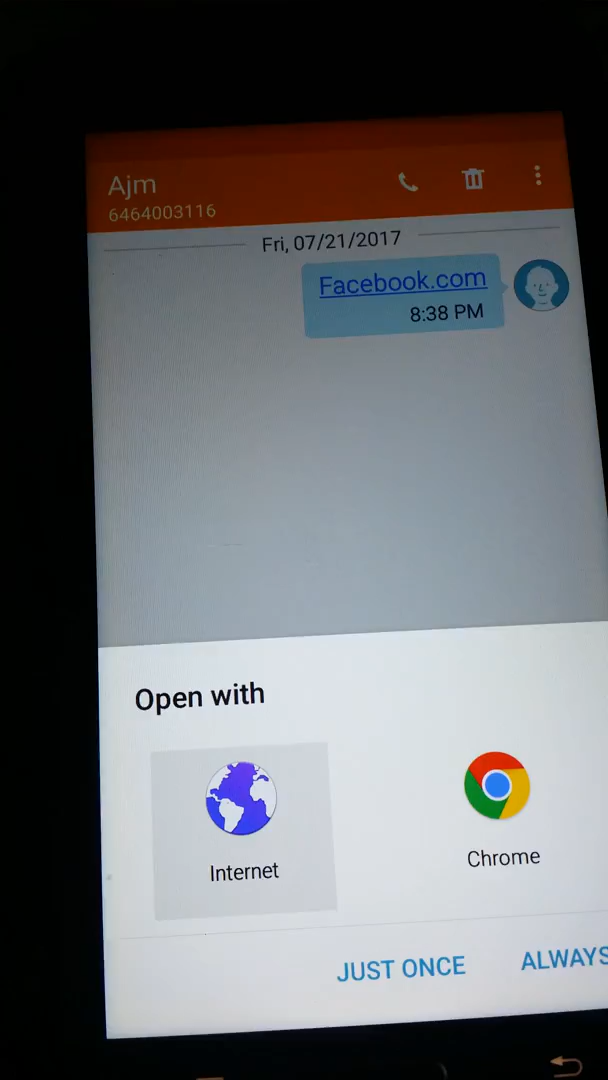 Ajm
6464003116
Fri, 07/21/2017
Facebook.com
8:38 PM
Open with
Internet
Chrome
JUST ONCE
ALWAYS